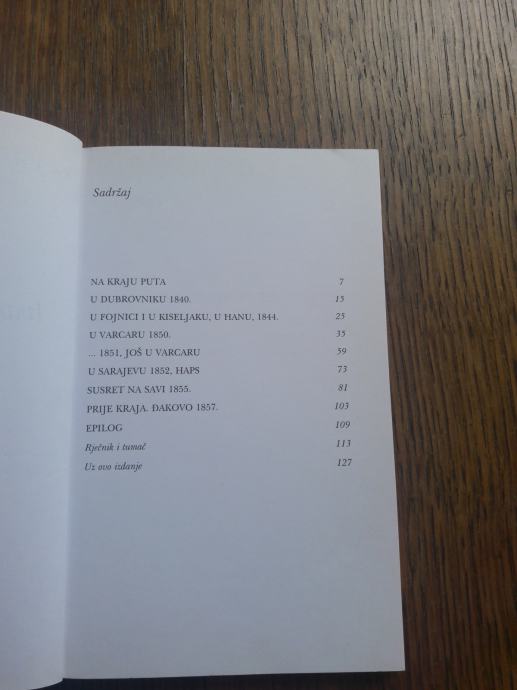 Sadržaj
NA KRAJU PUTA 7
U DUBROVNIKU 1840. 15
U FOJNICI I U KISELJAKU, U HANU, 1844. 25
U VARCARU 1850. 35
... 1851, JOŠ U VARCARU 59
U SARAJEVU 1852, HAPS 73
SUSRET NA SAVI 1855. 81
PRIJE KRAJA. ĐAKOVO 1857. 103
EPILOG 109
Rječnik i tumač 113
Uz ovo izdanje 127